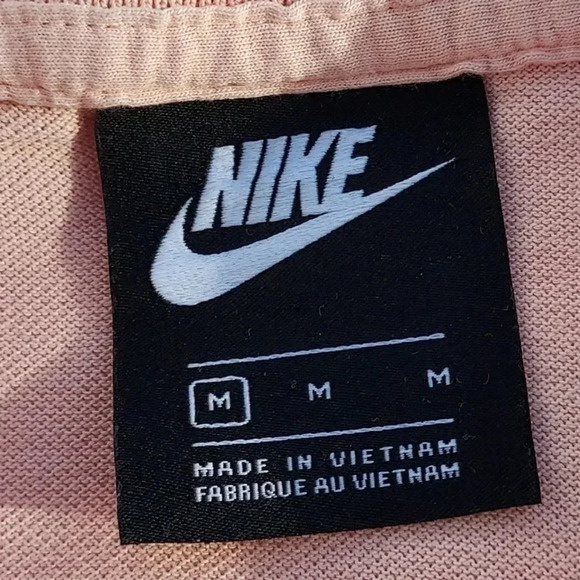 NIKE
M M M
MADE IN VIETNAM
FABRIQUE AU VIETNAM